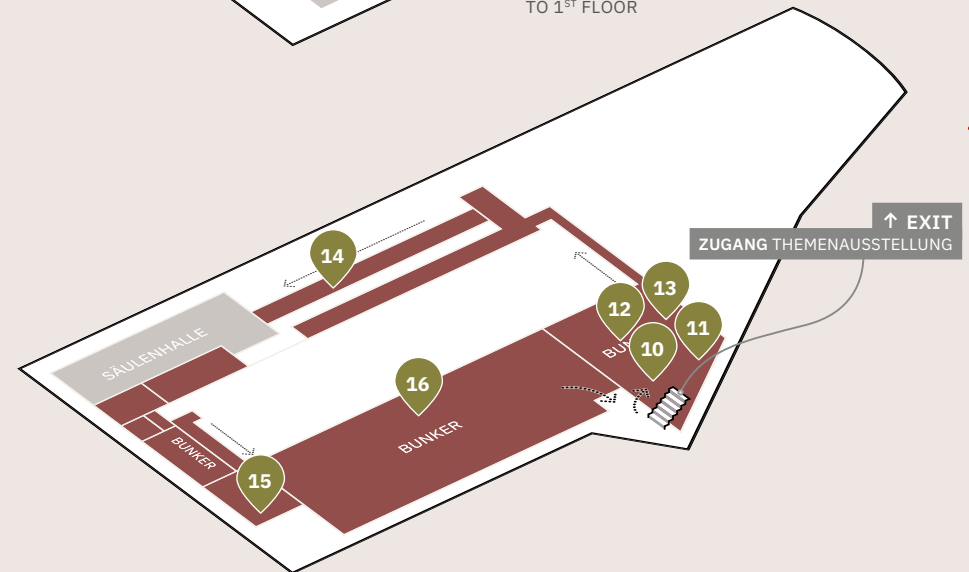 TO 1ST FLOOR
↑ EXIT
ZUGANG THEMENAUSSTELLUNG
14
13
12
11
10
SÄULENHALLE
16
BUNKER
BUNKER
15